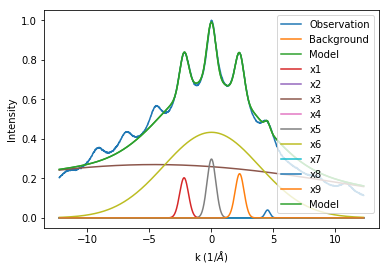 1.0
0.8
0.6
0.4
0.2
0.0
Intensity
−10
−5
0
5
10
k (1/Å)
Observation
Background
Model
x1
x2
x3
x4
x5
x6
x7
x8
x9
Model